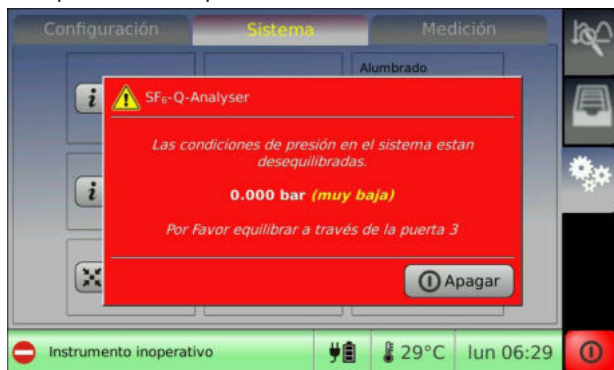 Configuración
Sistema
Medición
Alumbrado
SF₆-Q-Analyser
Las condiciones de presión en el sistema estan
desequilibradas.
0.000 bar (muy baja)
Por Favor equilibrar a través de la puerta 3
Apagar
Instrumento inoperativo
29°C
lun 06:29